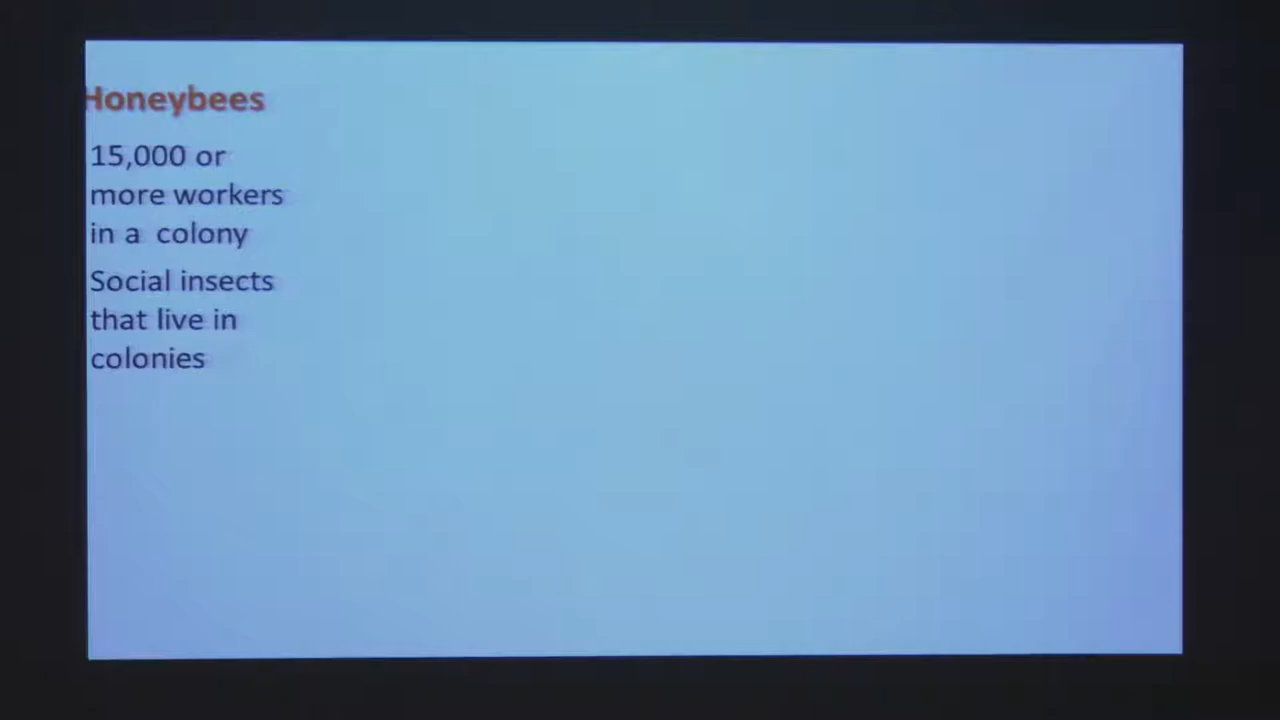 Honeybees
15,000 or
more workers
in a colony
Social insects
that live in
colonies